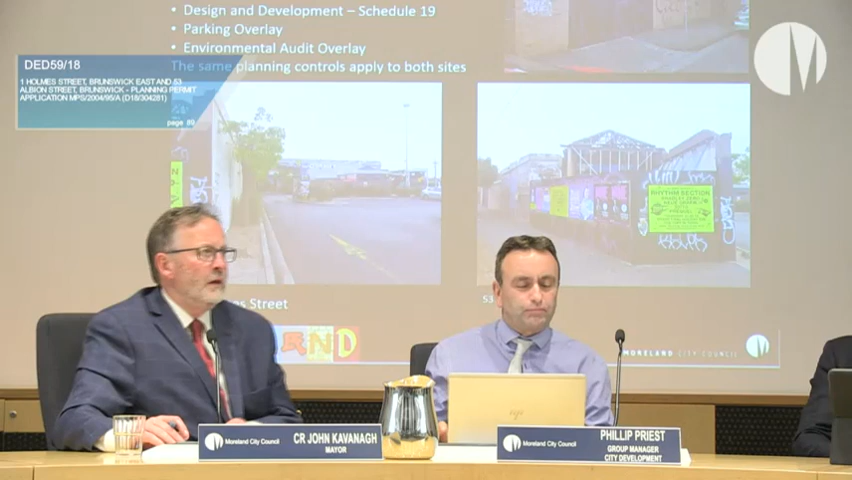 • Design and Development – Schedule 19
• Parking Overlay
• Environmental Audit Overlay
The same planning controls apply to both sites
DED59/18
1 HOLMES STREET, BRUNSWICK EAST AND 53
ALBION STREET, BRUNSWICK - PLANNING PERMIT
APPLICATION MPS/2004/95/A (D18/304281)
page 89
RHYTHM SECTION
Street
53
MORELAND CITY COUNCIL
Moreland City Council
CR JOHN KAVANAGH
MAYOR
Moreland City Council
PHILLIP PRIEST
GROUP MANAGER
CITY DEVELOPMENT